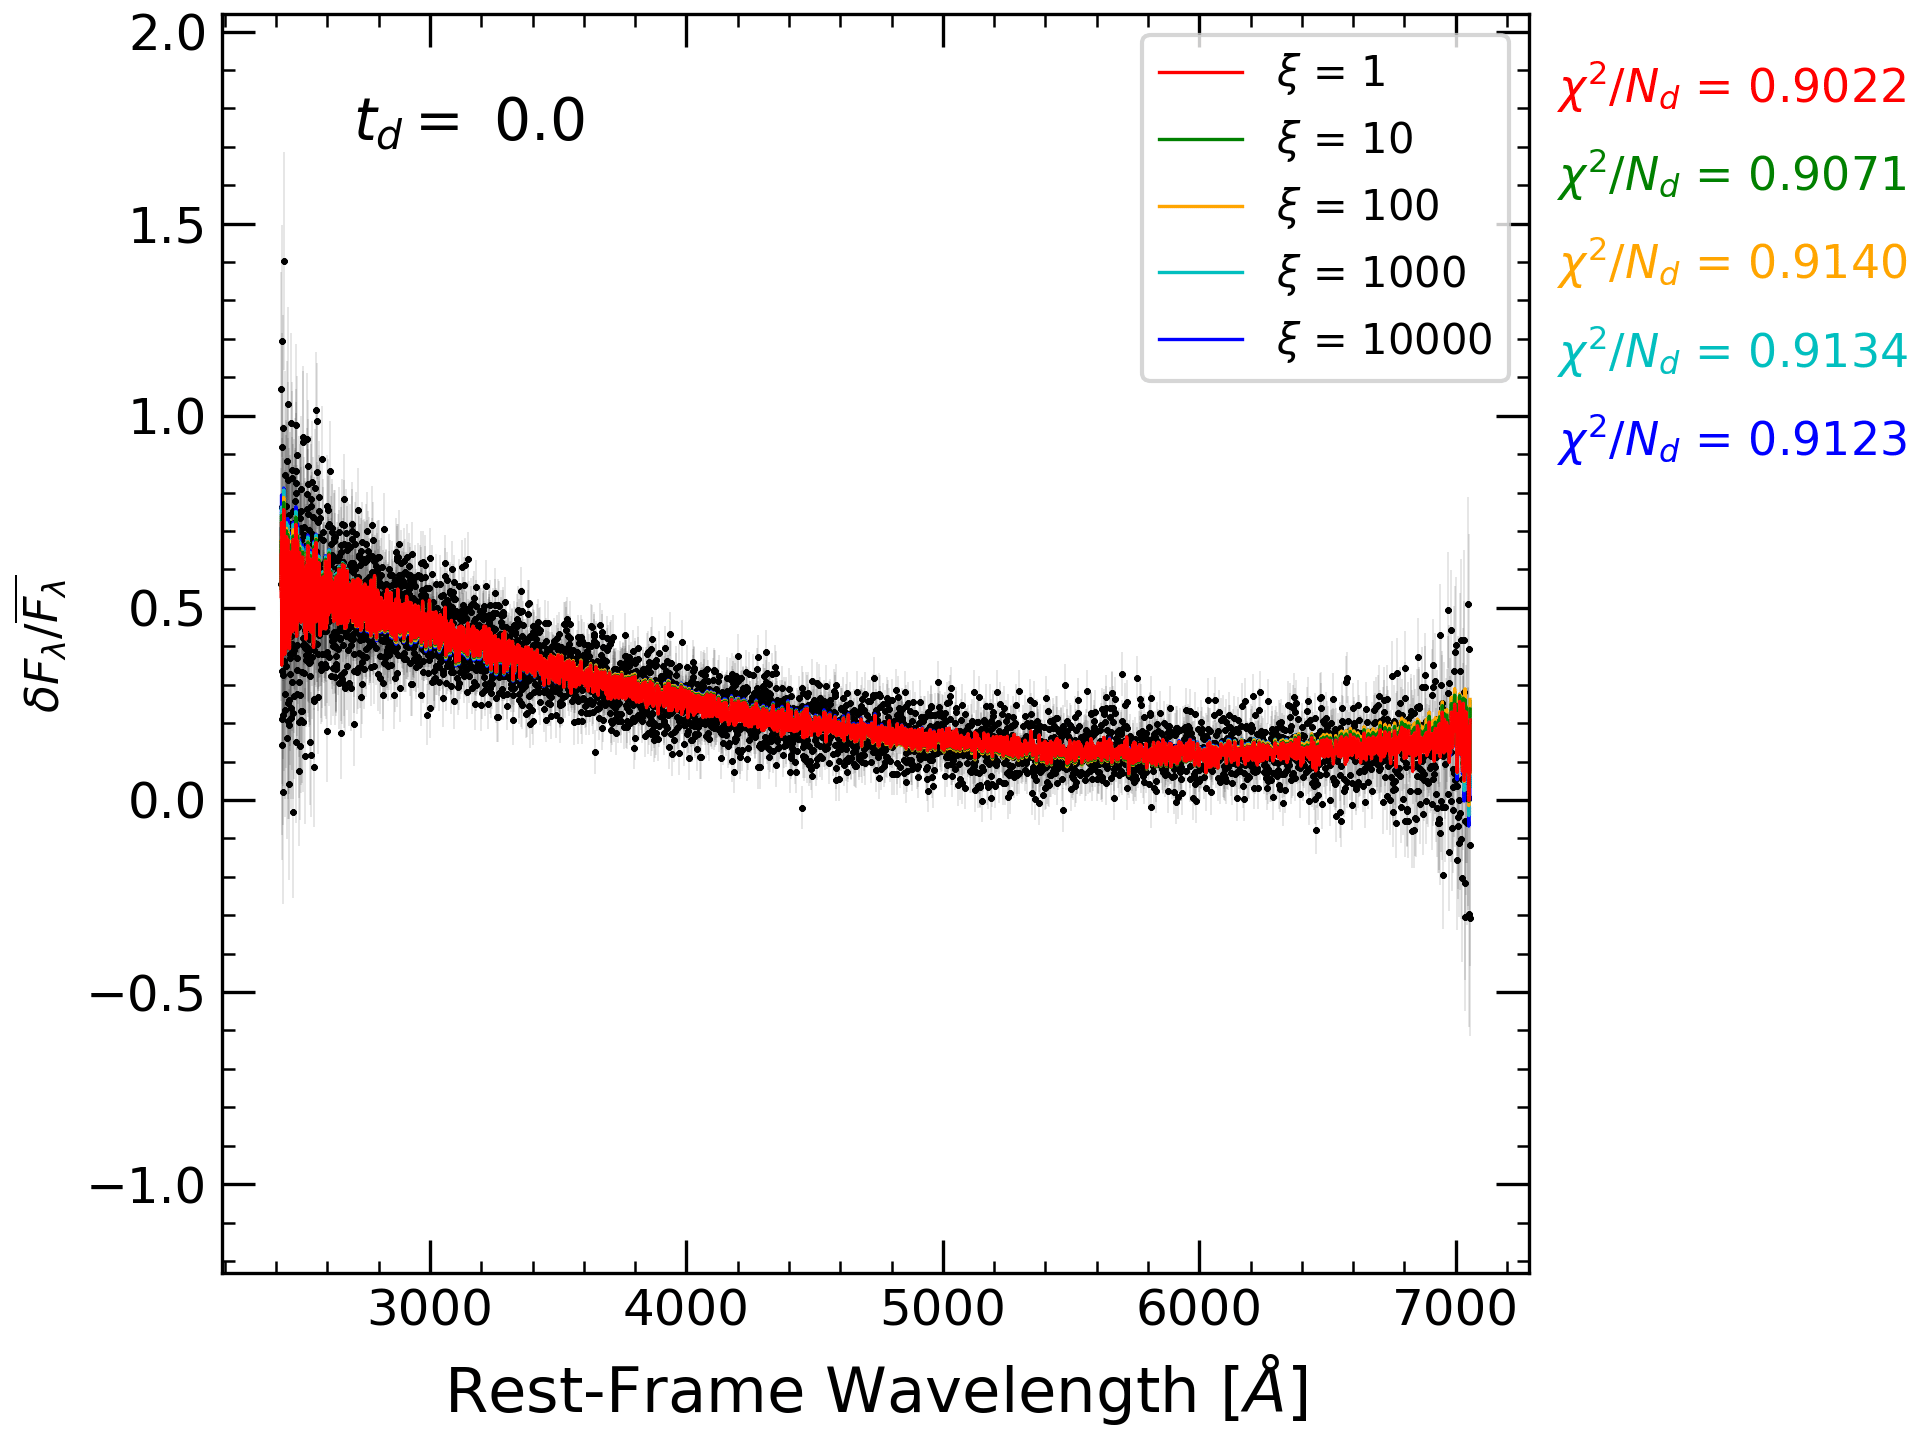 t_d = 0.0
ξ = 1
ξ = 10
ξ = 100
ξ = 1000
ξ = 10000
χ²/N_d = 0.9022
χ²/N_d = 0.9071
χ²/N_d = 0.9140
χ²/N_d = 0.9134
χ²/N_d = 0.9123
2.0
1.5
1.0
0.5
0.0
−0.5
−1.0
δF_λ/F̅_λ
3000 4000 5000 6000 7000
Rest-Frame Wavelength [Å]